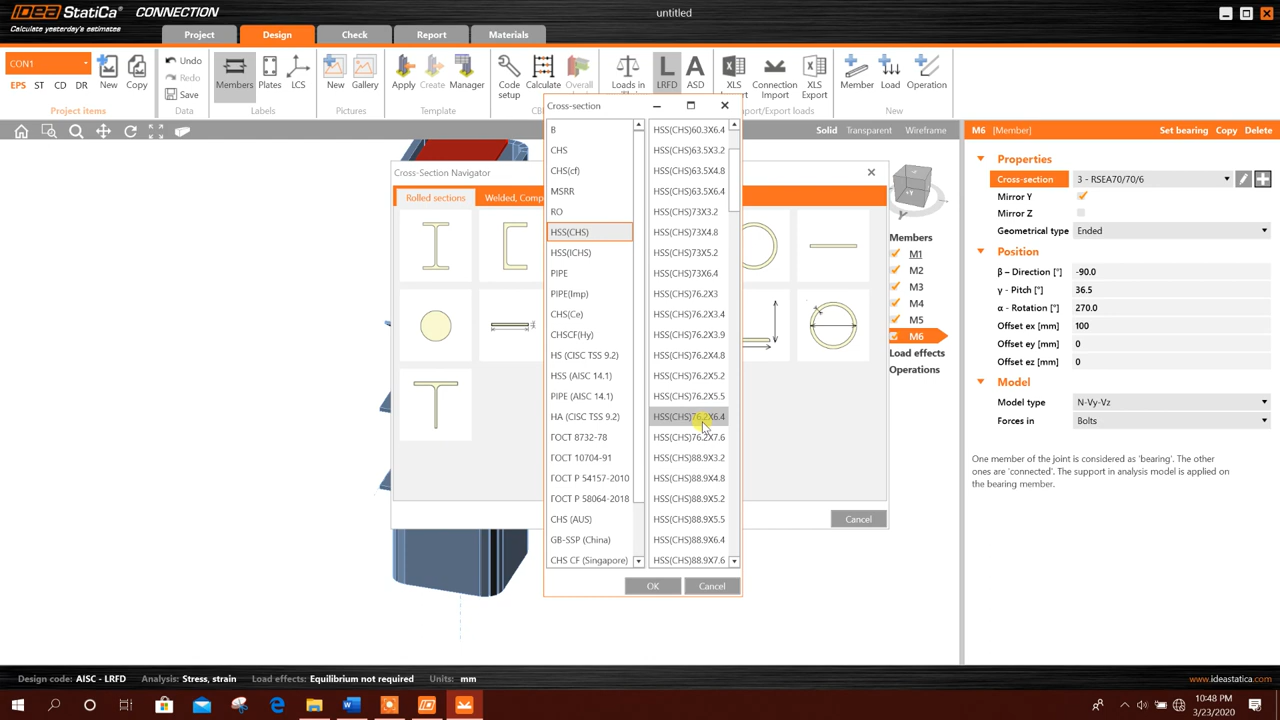 IDEA StatiCa CONNECTION
Calculate yesterday's estimates
untitled
Project
Design
Check
Report
Materials
CON1
EPS ST CD DR
New
Copy
Project items
Undo
Redo
Save
Data
Members
Plates
LCS
Labels
New
Gallery
Pictures
Apply
Create
Manager
Template
Code setup
Calculate
Overall
Loads in
LRFD
ASD
XLS
Connection Import
XLS Export
Import/Export loads
Member
Load
Operation
New
Solid
Transparent
Wireframe
Cross-Section Navigator
Rolled sections
Welded, Comp
Cancel
Cross-section
B
CHS
CHS(cf)
MSRR
RO
HSS(CHS)
HSS(ICHS)
PIPE
PIPE(Imp)
CHS(Ce)
CHSCF(Hy)
HS (CISC TSS 9.2)
HSS (AISC 14.1)
PIPE (AISC 14.1)
HA (CISC TSS 9.2)
ГОСТ 8732-78
ГОСТ 10704-91
ГОСТ Р 54157-2010
ГОСТ Р 58064-2018
CHS (AUS)
GB-SSP (China)
CHS CF (Singapore)
HSS(CHS)60.3X6.4
HSS(CHS)63.5X3.2
HSS(CHS)63.5X4.8
HSS(CHS)63.5X6.4
HSS(CHS)73X3.2
HSS(CHS)73X4.8
HSS(CHS)73X5.2
HSS(CHS)73X6.4
HSS(CHS)76.2X3
HSS(CHS)76.2X3.4
HSS(CHS)76.2X3.9
HSS(CHS)76.2X4.8
HSS(CHS)76.2X5.2
HSS(CHS)76.2X5.5
HSS(CHS)76.2X6.4
HSS(CHS)76.2X7.6
HSS(CHS)88.9X3.2
HSS(CHS)88.9X4.8
HSS(CHS)88.9X5.2
HSS(CHS)88.9X5.5
HSS(CHS)88.9X6.4
HSS(CHS)88.9X7.6
OK
Cancel
Members
M1
M2
M3
M4
M5
M6
Load effects
Operations
M6 [Member]
Set bearing Copy Delete
Properties
Cross-section 3 - RSEA70/70/6
Mirror Y
Mirror Z
Geometrical type Ended
Position
β – Direction [°] -90.0
γ - Pitch [°] 36.5
α - Rotation [°] 270.0
Offset ex [mm] 100
Offset ey [mm] 0
Offset ez [mm] 0
Model
Model type N-Vy-Vz
Forces in Bolts
One member of the joint is considered as 'bearing'. The other
ones are 'connected'. The support in analysis model is applied on
the bearing member.
Design code: AISC - LRFD Analysis: Stress, strain Load effects: Equilibrium not required Units: mm
www.ideastatica.com
10:48 PM
3/23/2020